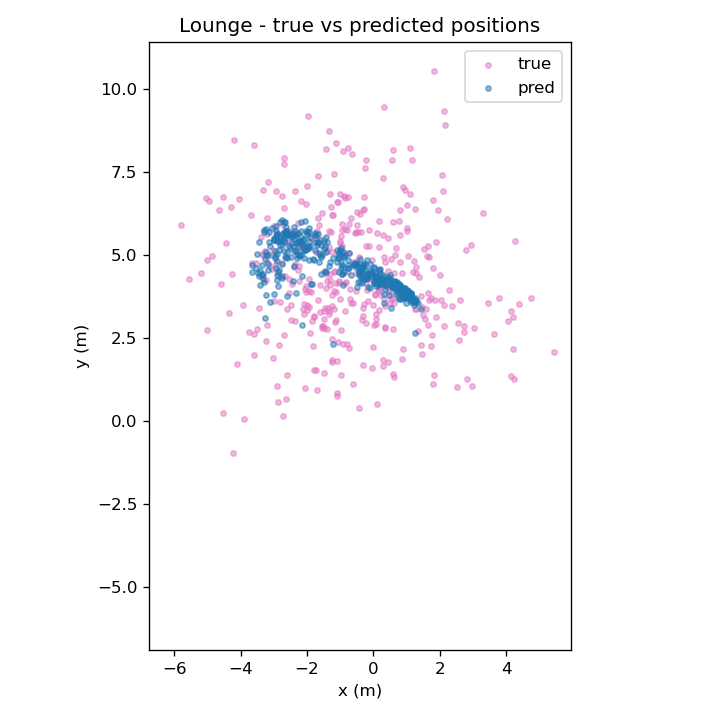 Lounge - true vs predicted positions
true
pred
10.0
7.5
5.0
2.5
0.0
−2.5
−5.0
y (m)
−6 −4 −2 0 2 4
x (m)